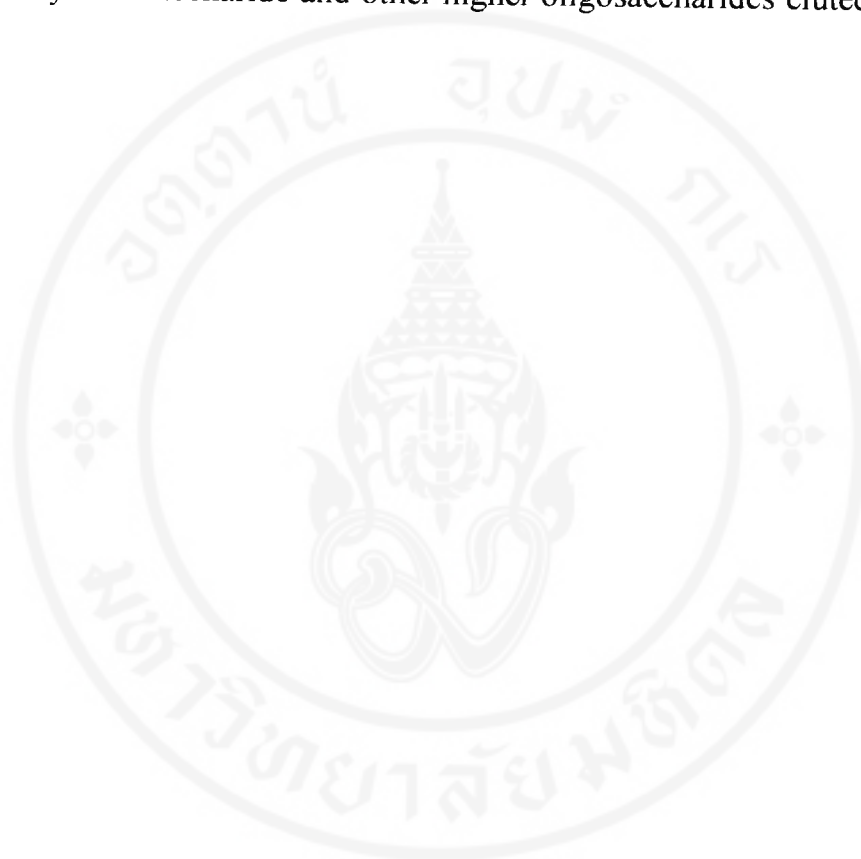 and other higher oligosaccharides eluted
อตฺตานํ อุปมํ กเร
มหาวิทยาลัยมหิดล